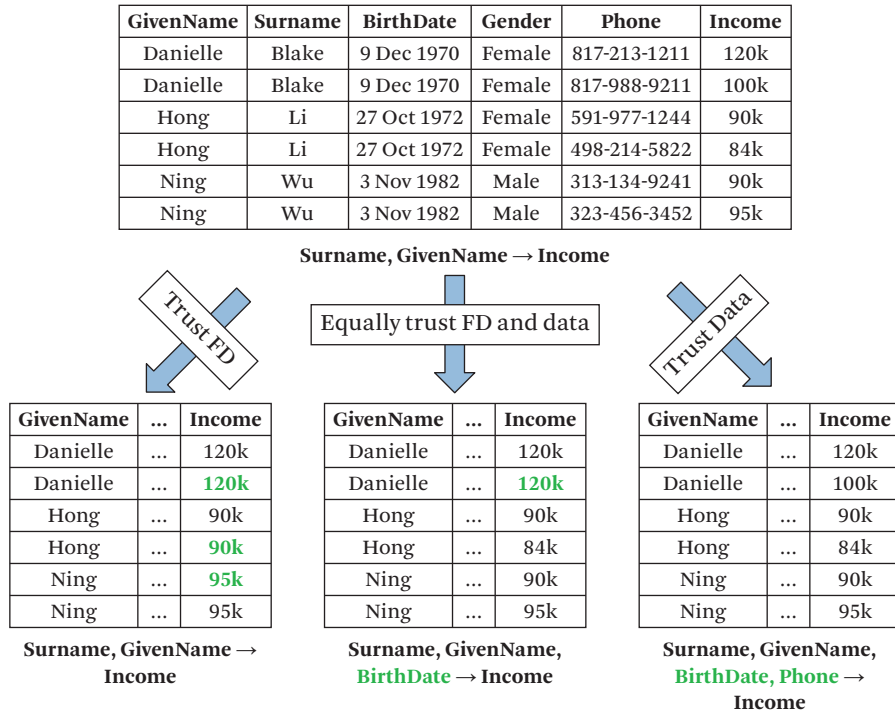 GivenName Surname BirthDate Gender Phone Income
Danielle Blake 9 Dec 1970 Female 817-213-1211 120k
Danielle Blake 9 Dec 1970 Female 817-988-9211 100k
Hong Li 27 Oct 1972 Female 591-977-1244 90k
Hong Li 27 Oct 1972 Female 498-214-5822 84k
Ning Wu 3 Nov 1982 Male 313-134-9241 90k
Ning Wu 3 Nov 1982 Male 323-456-3452 95k
Surname, GivenName → Income
Trust FD
Equally trust FD and data
Trust Data
GivenName ... Income
Danielle ... 120k
Danielle ... 120k
Hong ... 90k
Hong ... 90k
Ning ... 95k
Ning ... 95k
Surname, GivenName →
Income
GivenName ... Income
Danielle ... 120k
Danielle ... 120k
Hong ... 90k
Hong ... 84k
Ning ... 90k
Ning ... 95k
Surname, GivenName,
BirthDate → Income
GivenName ... Income
Danielle ... 120k
Danielle ... 100k
Hong ... 90k
Hong ... 84k
Ning ... 90k
Ning ... 95k
Surname, GivenName,
BirthDate, Phone →
Income